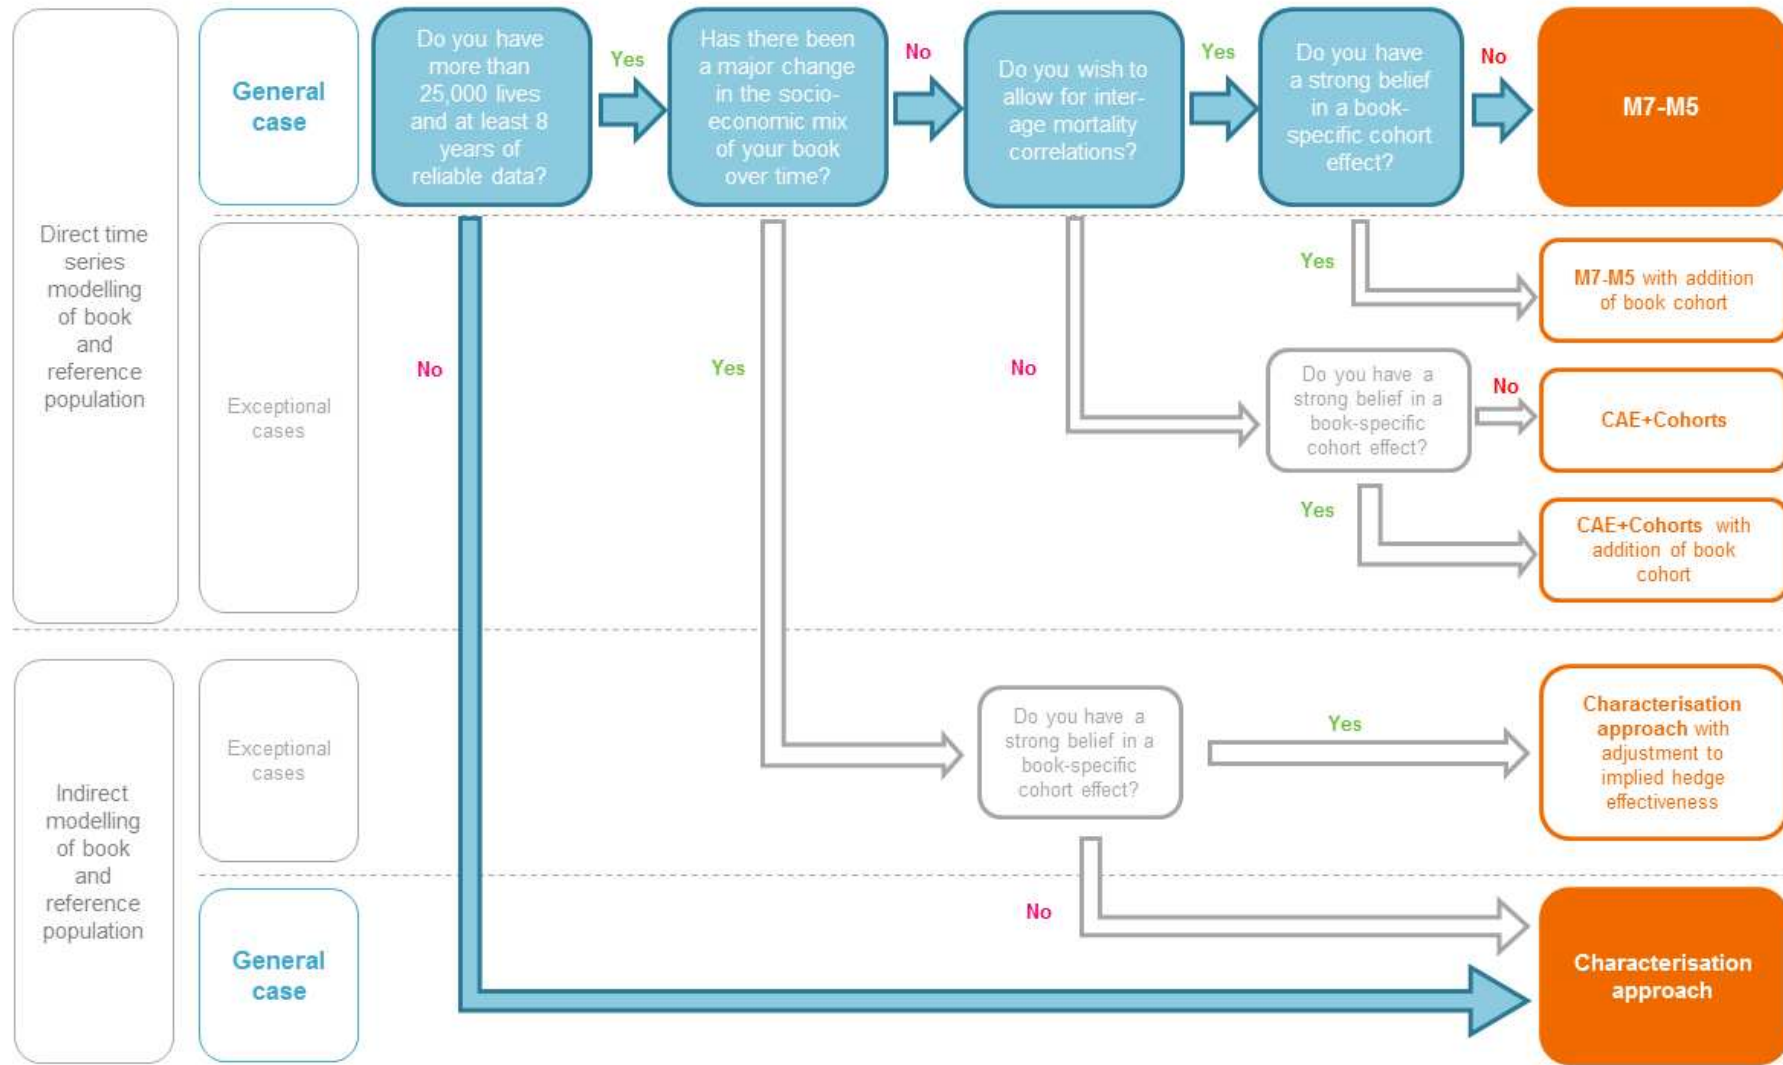 Direct time
series
modelling
of book
and
reference
population
General
case
Do you have
more than
25,000 lives
and at least 8
years of
reliable data?
Yes
Has there been
a major change
in the socio-
economic mix
of your book
over time?
No
Do you wish to
allow for inter-
age mortality
correlations?
Yes
Do you have
a strong belief
in a book-
specific cohort
effect?
No
M7-M5
Exceptional
cases
No
Yes
No
Yes
M7-M5 with addition
of book cohort
Do you have a
strong belief in a
book-specific
cohort effect?
No
CAE+Cohorts
Yes
CAE+Cohorts with
addition of book
cohort
Indirect
modelling
of book
and
reference
population
Exceptional
cases
Do you have a
strong belief in a
book-specific
cohort effect?
Yes
Characterisation
approach with
adjustment to
implied hedge
effectiveness
No
General
case
Characterisation
approach